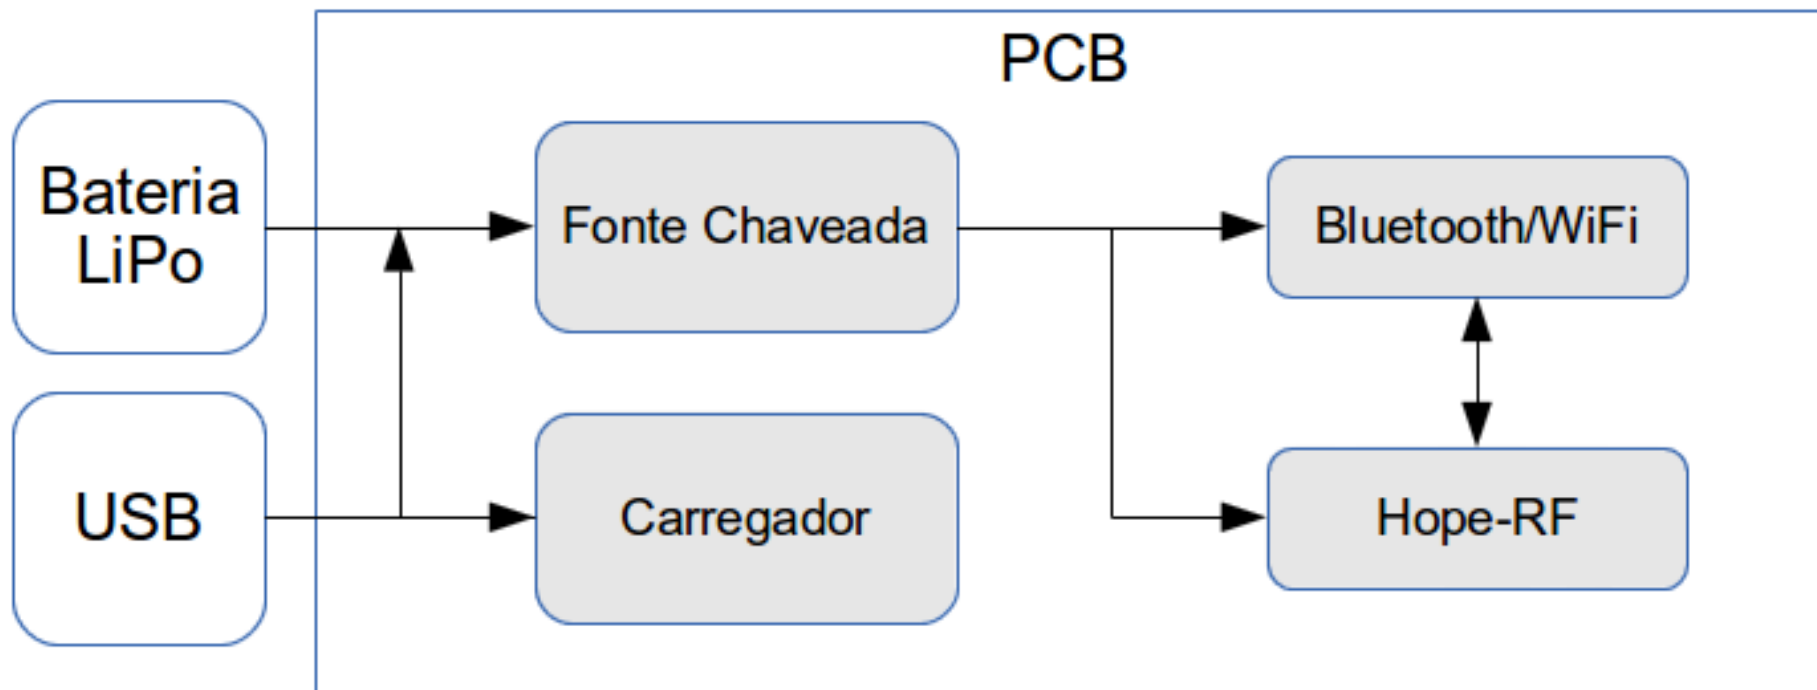 PCB
Bateria
LiPo
Fonte Chaveada
Bluetooth/WiFi
USB
Carregador
Hope-RF